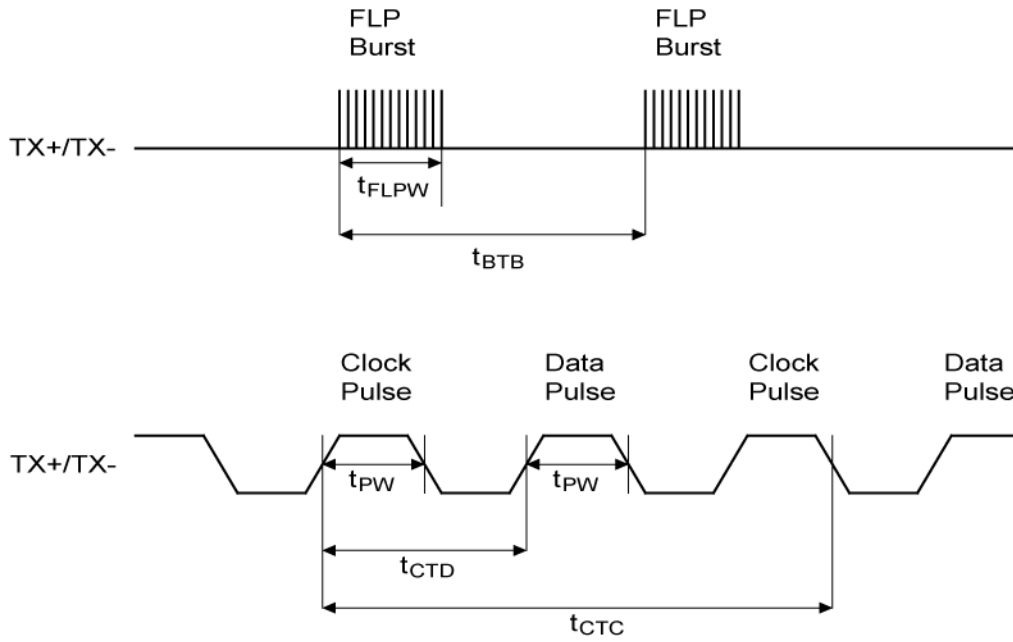 FLP
Burst
FLP
Burst
TX+/TX-
tFLPW
tBTB
Clock
Pulse
Data
Pulse
Clock
Pulse
Data
Pulse
TX+/TX-
tPW
tPW
tCTD
tCTC